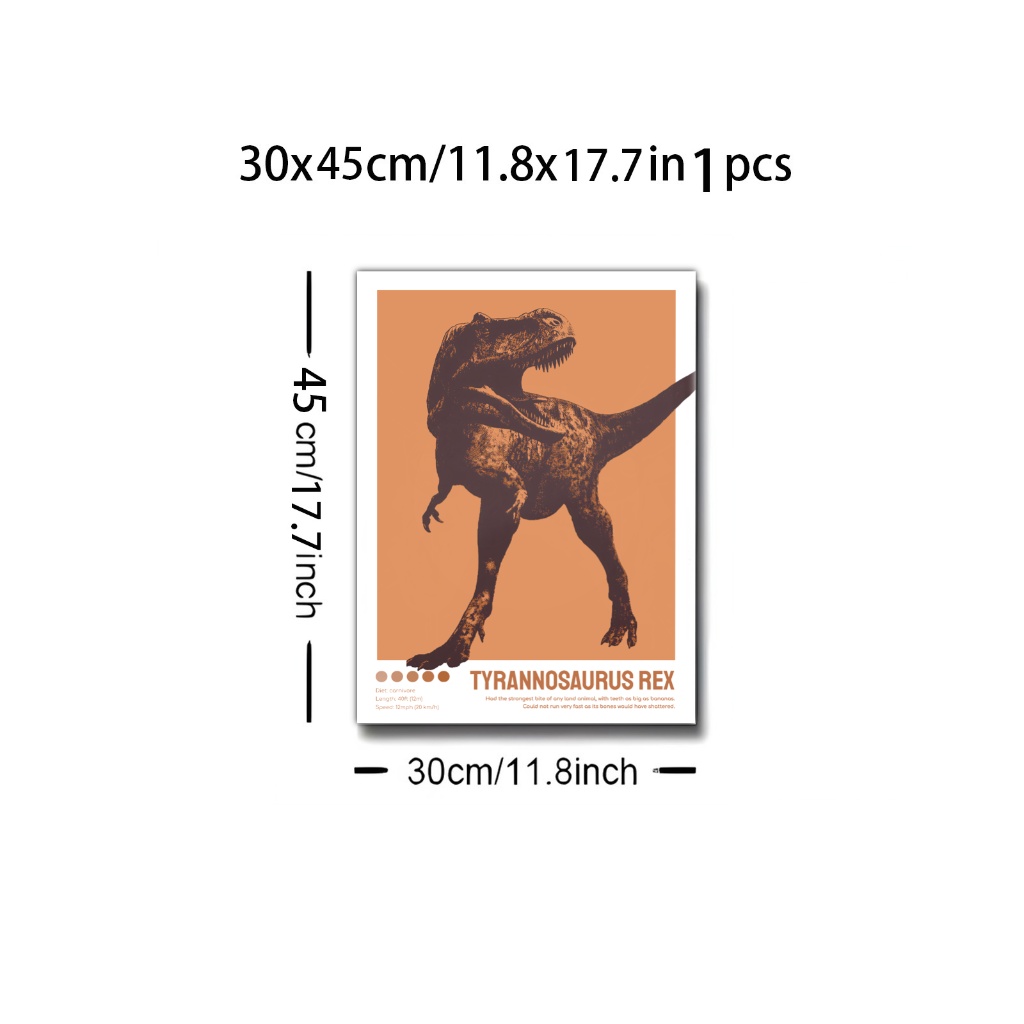 30x45cm/11.8x17.7in 1 pcs
45 cm/17.7inch
TYRANNOSAURUS REX
Diet: carnivore
Had the strongest bite of any land animal, with teeth as big as bananas.
Length: 40ft (12m)
Could not run very fast as its bones would have shattered.
Speed: 12mph (20 km/h)
30cm/11.8inch